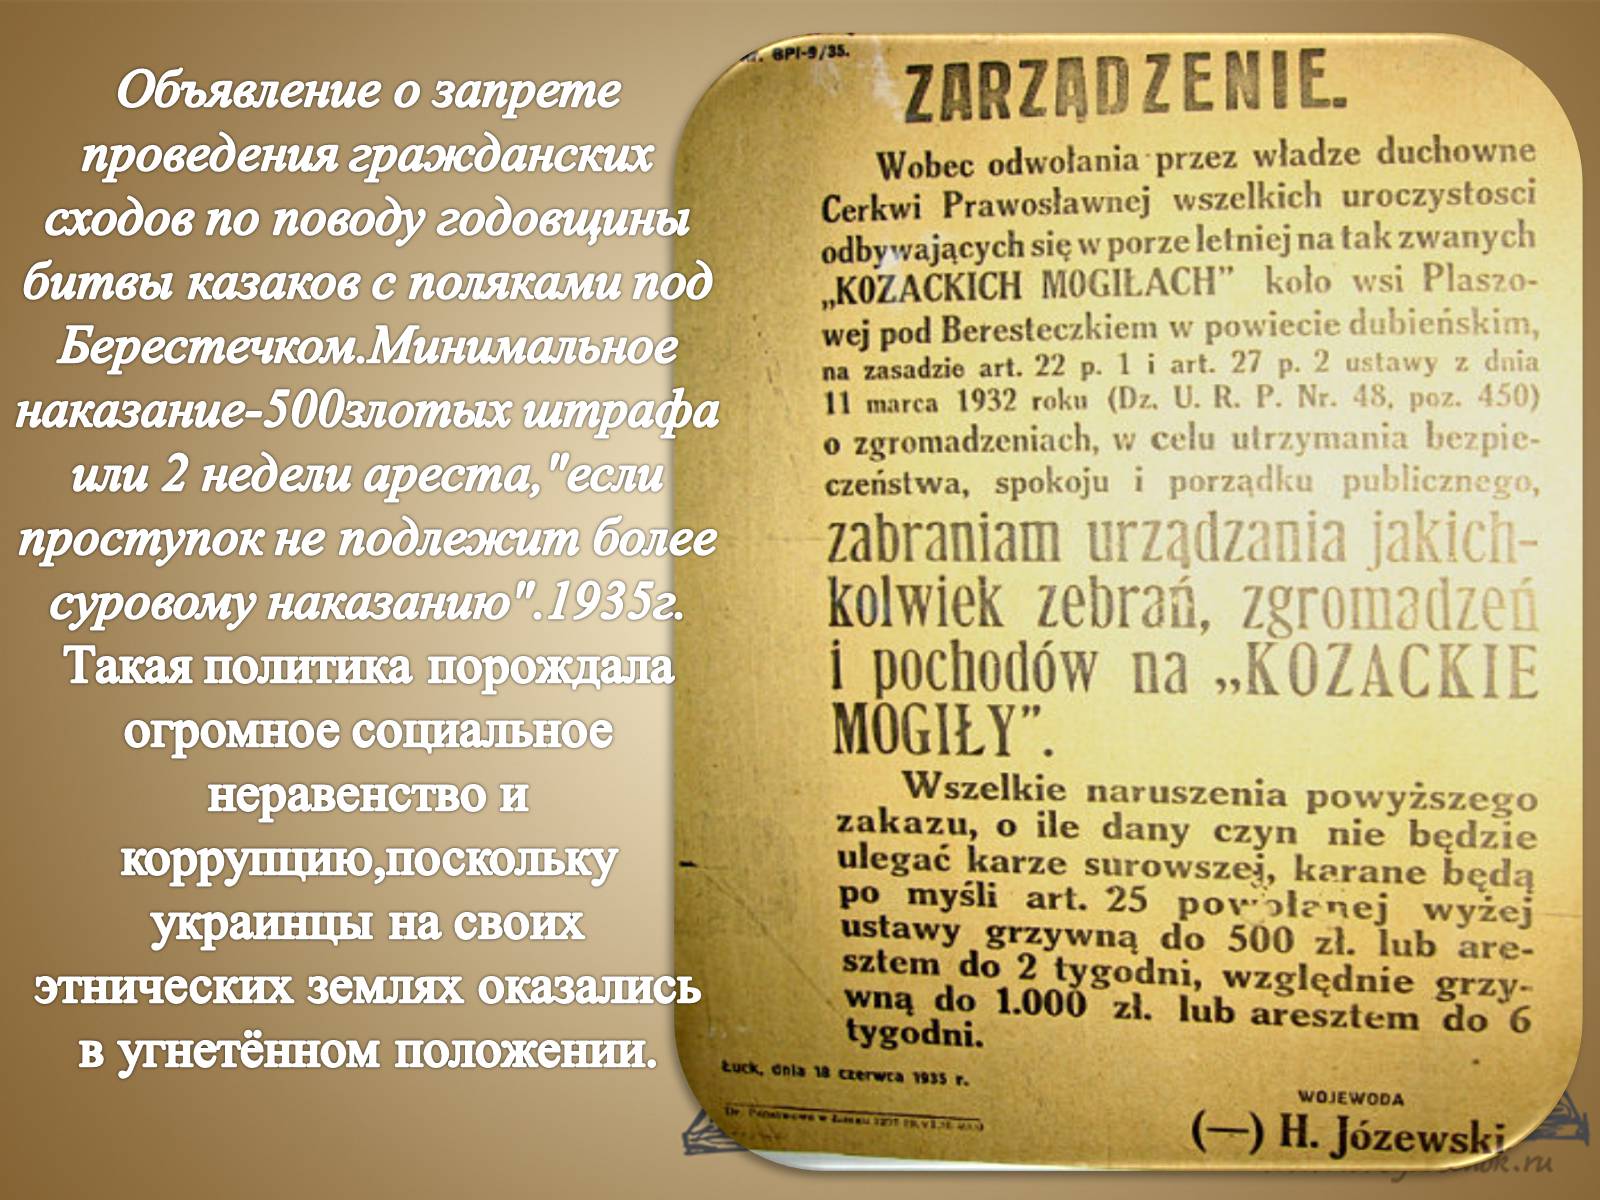 Объявление о запрете
проведения гражданских
сходов по поводу годовщины
битвы казаков с поляками под
Берестечком.Минимальное
наказание-500злотых штрафа
или 2 недели ареста,"если
проступок не подлежит более
суровому наказанию".1935г.
Такая политика порождала
огромное социальное
неравенство и
коррупщию,поскольку
украинцы на своих
этнических землях оказались
в угнетённом положении.
BPI-9/35.
ZARZĄDZENIE.
Wobec odwołania przez władze duchowne
Cerkwi Prawosławnej wszelkich uroczystosci
odbywających się w porze letniej na tak zwanych
„KOZACKICH MOGIŁACH” koło wsi Plaszo-
wej pod Beresteczkiem w powiecie dubieńskim,
na zasadzie art. 22 p. 1 i art. 27 p. 2 ustawy z dnia
11 marca 1932 roku (Dz. U. R. P. Nr. 48, poz. 450)
o zgromadzeniach, w celu utrzymania bezpie-
czeństwa, spokoju i porządku publicznego,
zabraniam urządzania jakich-
kolwiek zebrań, zgromadzeń
i pochodów na „KOZACKIE
MOGIŁY”.
Wszelkie naruszenia powyższego
zakazu, o ile dany czyn nie będzie
ulegać karze surowszej, karane będą
po myśli art. 25 powołanej wyżej
ustawy grzywną do 500 zł. lub are-
sztem do 2 tygodni, względnie grzy-
wną do 1.000 zł. lub aresztem do 6
tygodni.
Łuck, dnia 18 czerwca 1935 r.
WOJEWODA
(—) H. Józewski